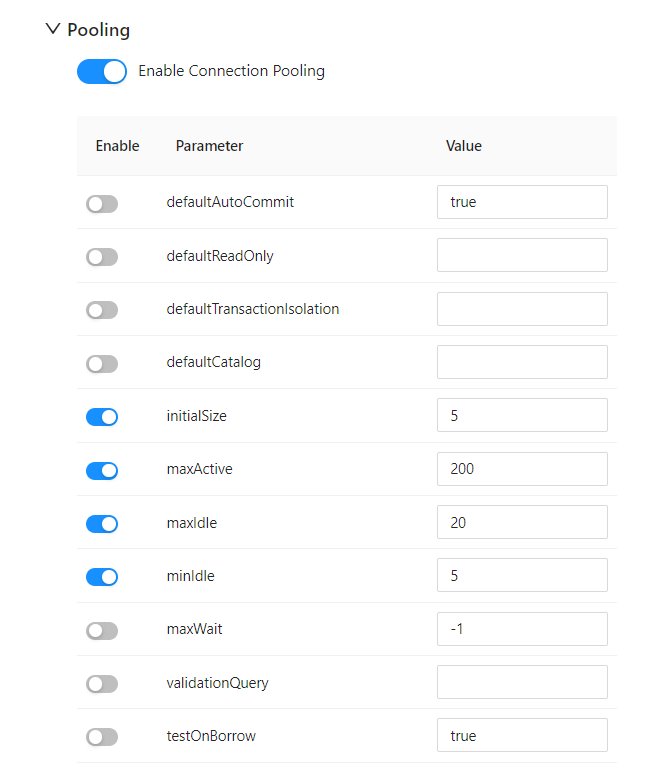 Pooling
Enable Connection Pooling
Enable Parameter Value
defaultAutoCommit true
defaultReadOnly
defaultTransactionIsolation
defaultCatalog
initialSize 5
maxActive 200
maxIdle 20
minIdle 5
maxWait -1
validationQuery
testOnBorrow true